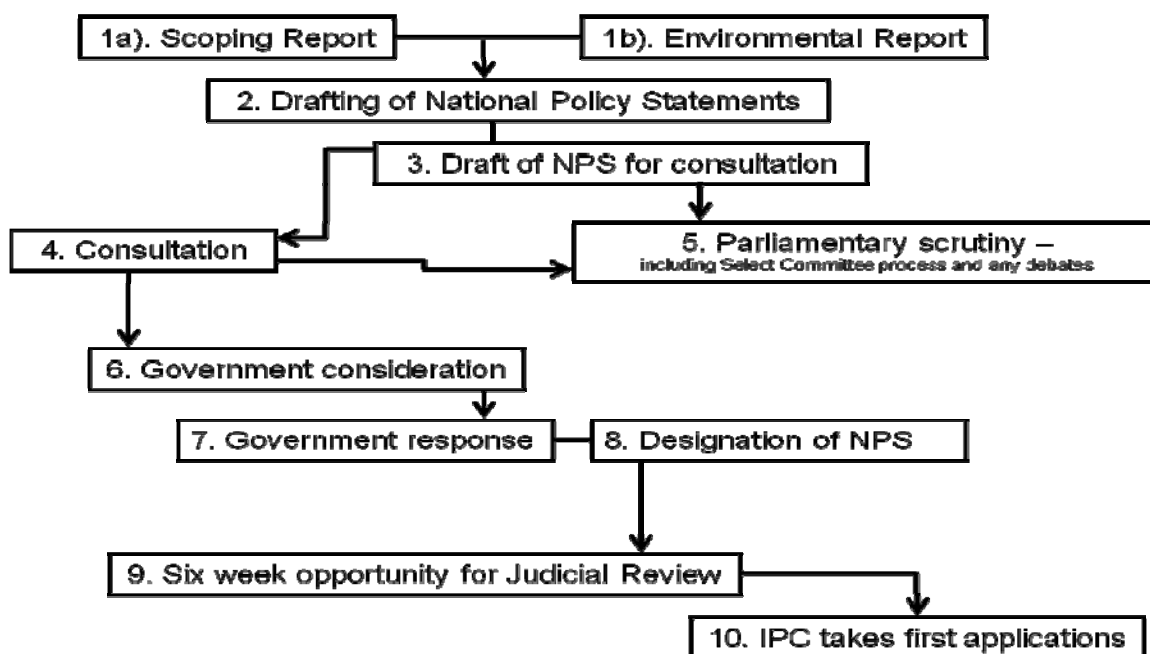 1a). Scoping Report
1b). Environmental Report
2. Drafting of National Policy Statements
3. Draft of NPS for consultation
4. Consultation
5. Parliamentary scrutiny –
including Select Committee process and any debates
6. Government consideration
7. Government response
8. Designation of NPS
9. Six week opportunity for Judicial Review
10. IPC takes first applications